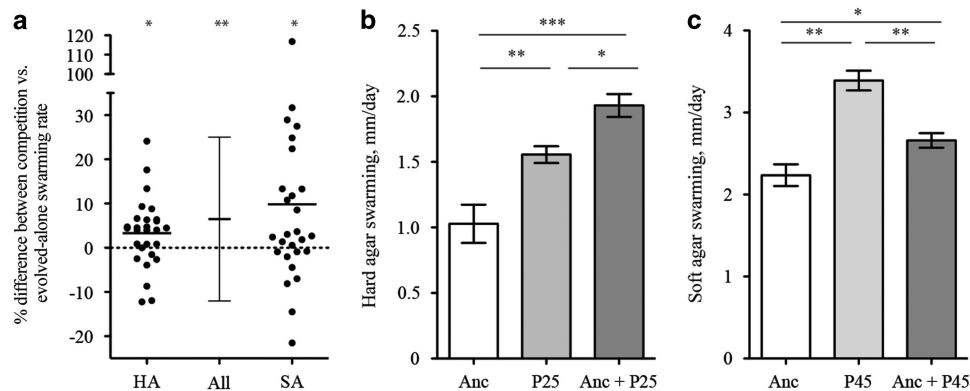 a
* ** *
% difference between competition vs.
evolved-alone swarming rate
120
110
100
30
20
10
0
-10
-20
HA All SA
b
***
** *
Hard agar swarming, mm/day
2.5
2.0
1.5
1.0
0.5
0
Anc P25 Anc + P25
c
*
** **
Soft agar swarming, mm/day
4
3
2
1
0
Anc P45 Anc + P45